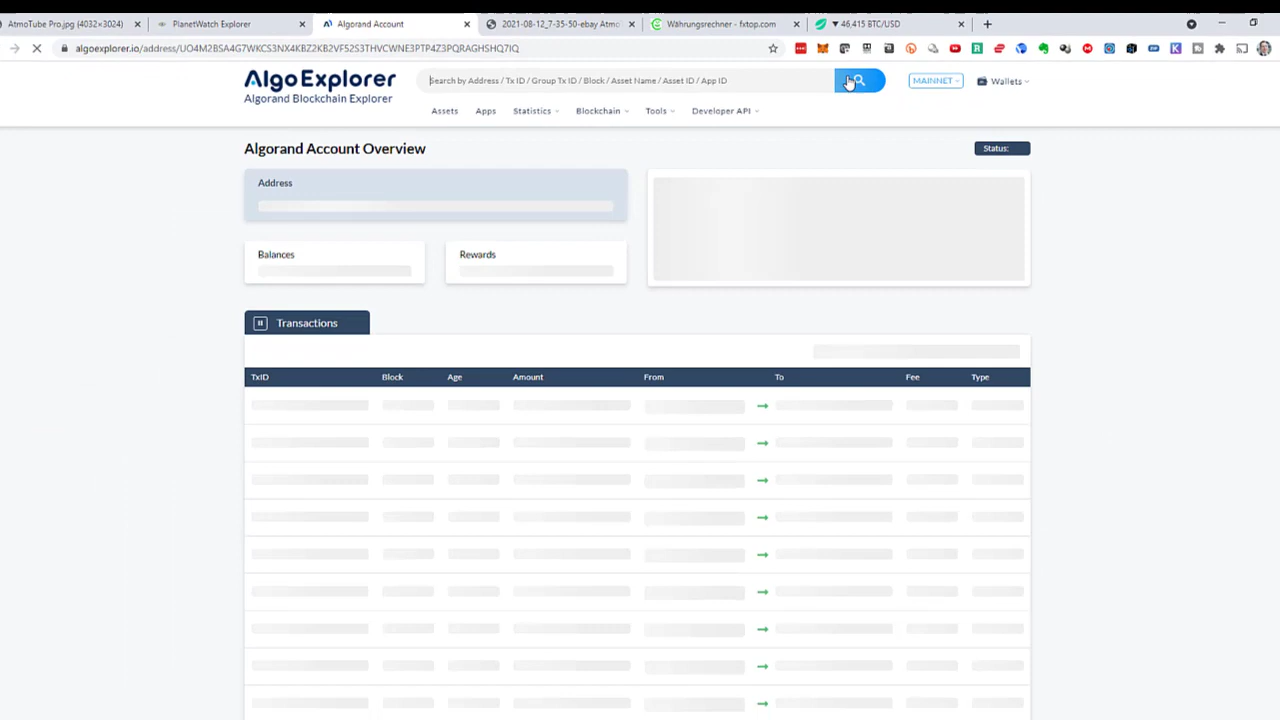 AtmoTube Pro.jpg (4032×3024)
PlanetWatch Explorer
Algorand Account
2021-08-12_7-35-50-ebay Atmo
Währungsrechner - fxtop.com
▼ 46,415 BTC/USD
algoexplorer.io/address/UO4M2BSA4G7WKCS3NX4KBZ2KB2VF52S3THVCWNE3PTP4Z3PQRAGHSHQ7IQ
AlgoExplorer
Algorand Blockchain Explorer
Search by Address / Tx ID / Group Tx ID / Block / Asset Name / Asset ID / App ID
MAINNET
Wallets
Assets
Apps
Statistics
Blockchain
Tools
Developer API
Algorand Account Overview
Status:
Address
Balances
Rewards
Transactions
TxID
Block
Age
Amount
From
To
Fee
Type